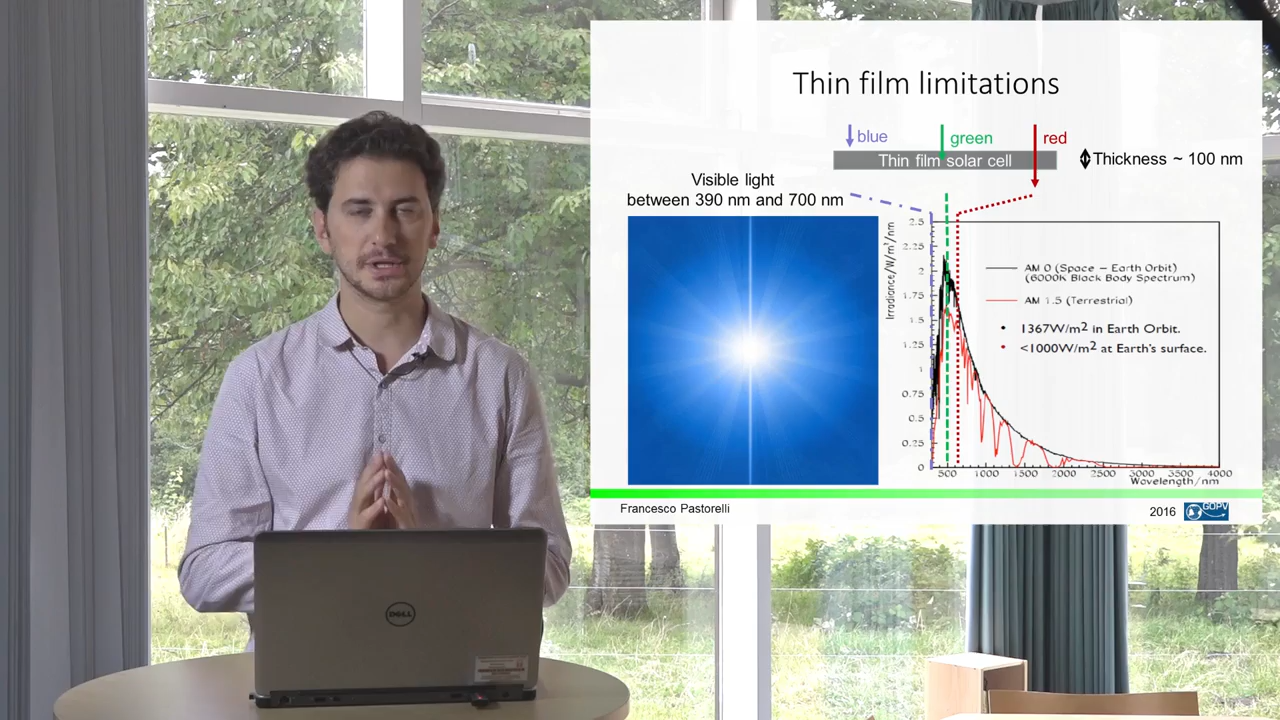 Thin film limitations
blue
green
red
Thin film solar cell
Thickness ~ 100 nm
Visible light
between 390 nm and 700 nm
Irradiance/W/m²/nm
2.5
2.25
2
1.75
1.5
1.25
1
0.75
0.5
0.25
0
AM 0 (Space – Earth Orbit)
(6000K Black Body Spectrum)
AM 1.5 (Terrestrial)
• 1367W/m2 in Earth Orbit.
• <1000W/m2 at Earth's surface.
500 1000 1500 2000 2500 3000 3500 4000
Wavelength/nm
Francesco Pastorelli
2016
GOPV
DELL